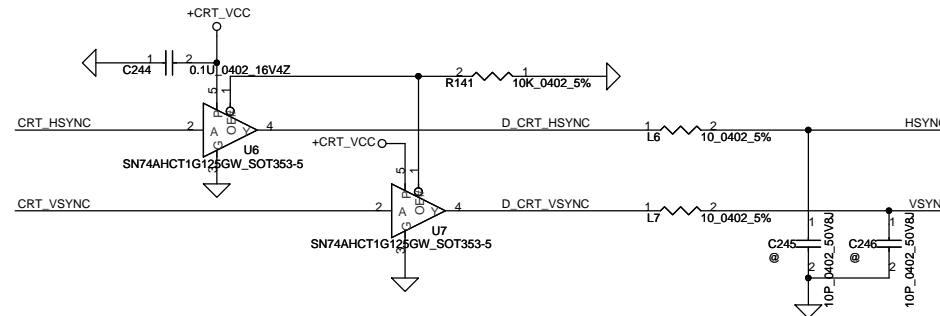 +CRT_VCC
1 2
C244 0.1U_0402_16V4Z
2 1
R141 10K_0402_5%
5 1
P
OE#
CRT_HSYNC 2 A Y 4 D_CRT_HSYNC 1 2 HSYNC
G U6 L6 10_0402_5%
3
SN74AHCT1G125GW_SOT353-5
+CRT_VCC
5 1
P
OE#
CRT_VSYNC 2 A Y 4 D_CRT_VSYNC 1 2 VSYN
G U7 L7 10_0402_5%
3
SN74AHCT1G125GW_SOT353-5
1 1
C245 C246
@ @
2 2
10P_0402_50V8J
10P_0402_50V8J